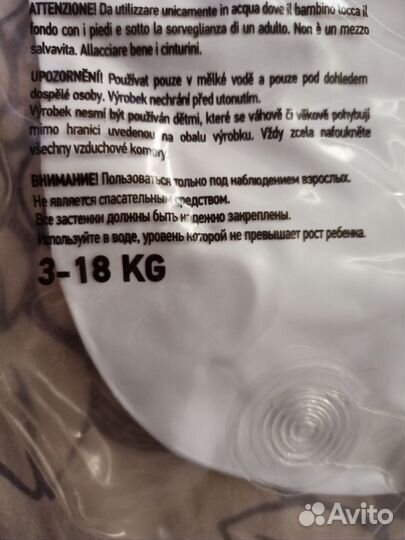 ATTENZIONE! Da utilizzare unicamente in acqua dove il bambino tocca il
fondo con i piedi e sotto la sorveglianza di un adulto. Non è un mezzo
salvavita. Allacciare bene i cinturini.
UPOZORNĚNÍ! Používat pouze v mělké vodě a pouze pod dohledem
dospělé osoby. Výrobek nechrání před utonutím.
Výrobek nesmí být používán dětmi, které se váhově či věkově pohybují
mimo hranici uvedenou na obalu výrobku. Vždy zcela nafoukněte
všechny vzduchové komory.
ВНИМАНИЕ! Пользоваться только под наблюдением взрослых.
Не является спасательным средством.
Все застежки должны быть надежно закреплены.
Используйте в воде, уровень которой не превышает рост ребенка.
3-18 KG
Avito